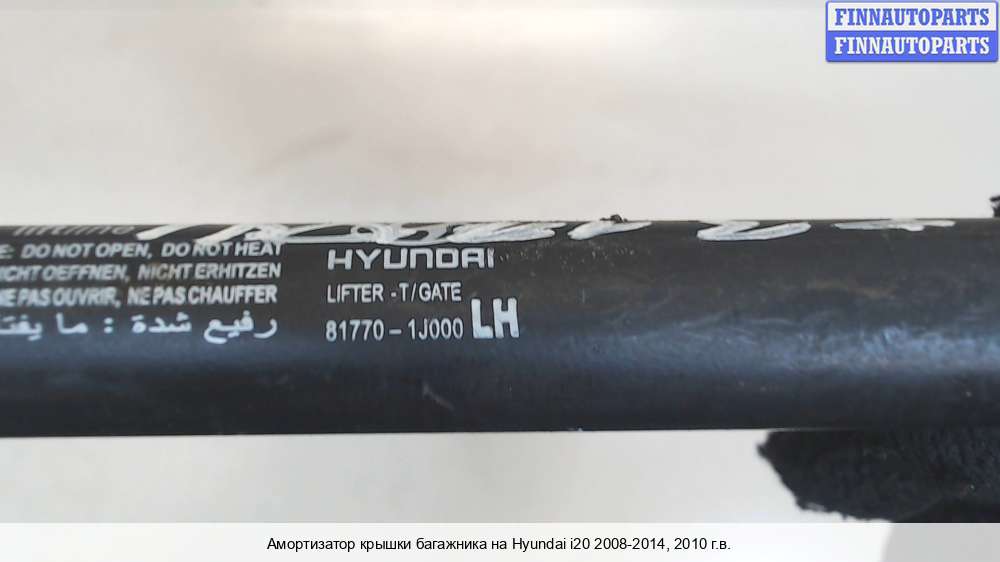 FINNAUTOPARTS
FINNAUTOPARTS
E: DO NOT OPEN, DO NOT HEAT
NICHT OEFFNEN, NICHT ERHITZEN
NE PAS OUVRIR, NE PAS CHAUFFER
رفيع شدة : ما يفتا
HYUNDAI
LIFTER - T/GATE
81770-1J000 LH
Амортизатор крышки багажника на Hyundai i20 2008-2014, 2010 г.в.